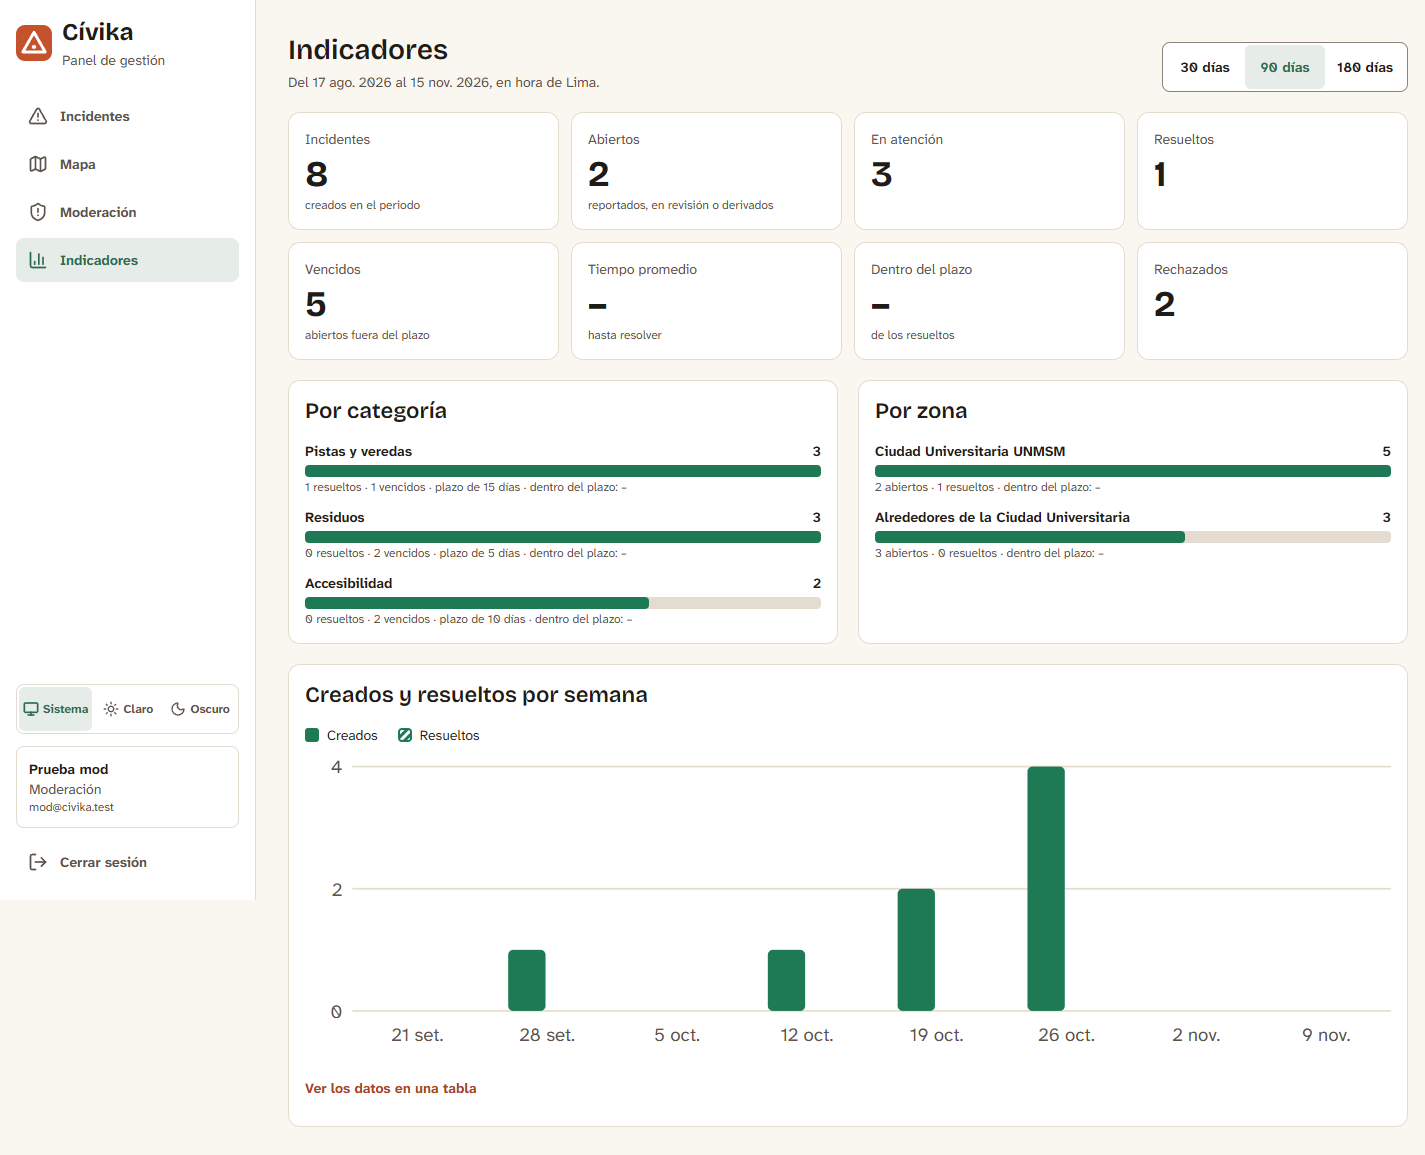 Cívika
Panel de gestión
Incidentes
Mapa
Moderación
Indicadores
Sistema
Claro
Oscuro
Prueba mod
Moderación
mod@civika.test
Cerrar sesión
Indicadores
Del 17 ago. 2026 al 15 nov. 2026, en hora de Lima.
30 días
90 días
180 días
Incidentes
8
creados en el periodo
Abiertos
2
reportados, en revisión o derivados
En atención
3
Resueltos
1
Vencidos
5
abiertos fuera del plazo
Tiempo promedio
–
hasta resolver
Dentro del plazo
–
de los resueltos
Rechazados
2
Por categoría
Pistas y veredas 3
1 resueltos · 1 vencidos · plazo de 15 días · dentro del plazo: –
Residuos 3
0 resueltos · 2 vencidos · plazo de 5 días · dentro del plazo: –
Accesibilidad 2
0 resueltos · 2 vencidos · plazo de 10 días · dentro del plazo: –
Por zona
Ciudad Universitaria UNMSM 5
2 abiertos · 1 resueltos · dentro del plazo: –
Alrededores de la Ciudad Universitaria 3
3 abiertos · 0 resueltos · dentro del plazo: –
Creados y resueltos por semana
Creados Resueltos
4
2
0
21 set. 28 set. 5 oct. 12 oct. 19 oct. 26 oct. 2 nov. 9 nov.
Ver los datos en una tabla